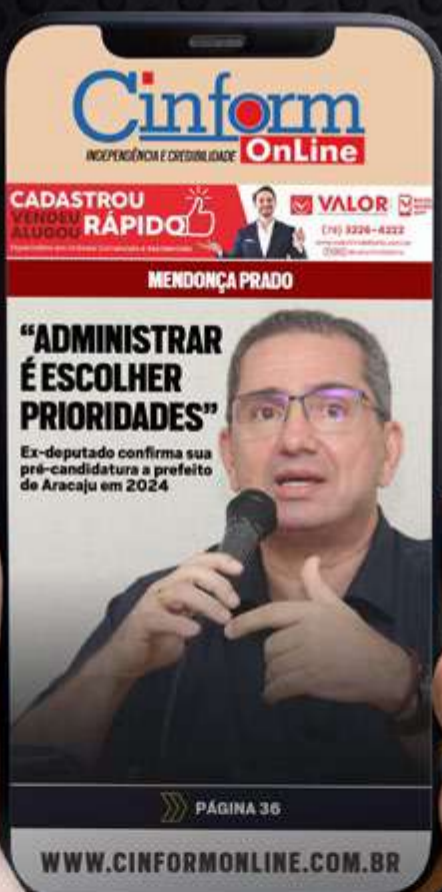 Cinform
INDEPENDÊNCIA E CREDIBILIDADE OnLine
CADASTROU
VENDEU
ALUGOU RÁPIDO
VALOR
(79) 3226-4222
MENDONÇA PRADO
“ADMINISTRAR
É ESCOLHER
PRIORIDADES”
Ex-deputado confirma sua
pré-candidatura a prefeito
de Aracaju em 2024
PÁGINA 36
WWW.CINFORMONLINE.COM.BR